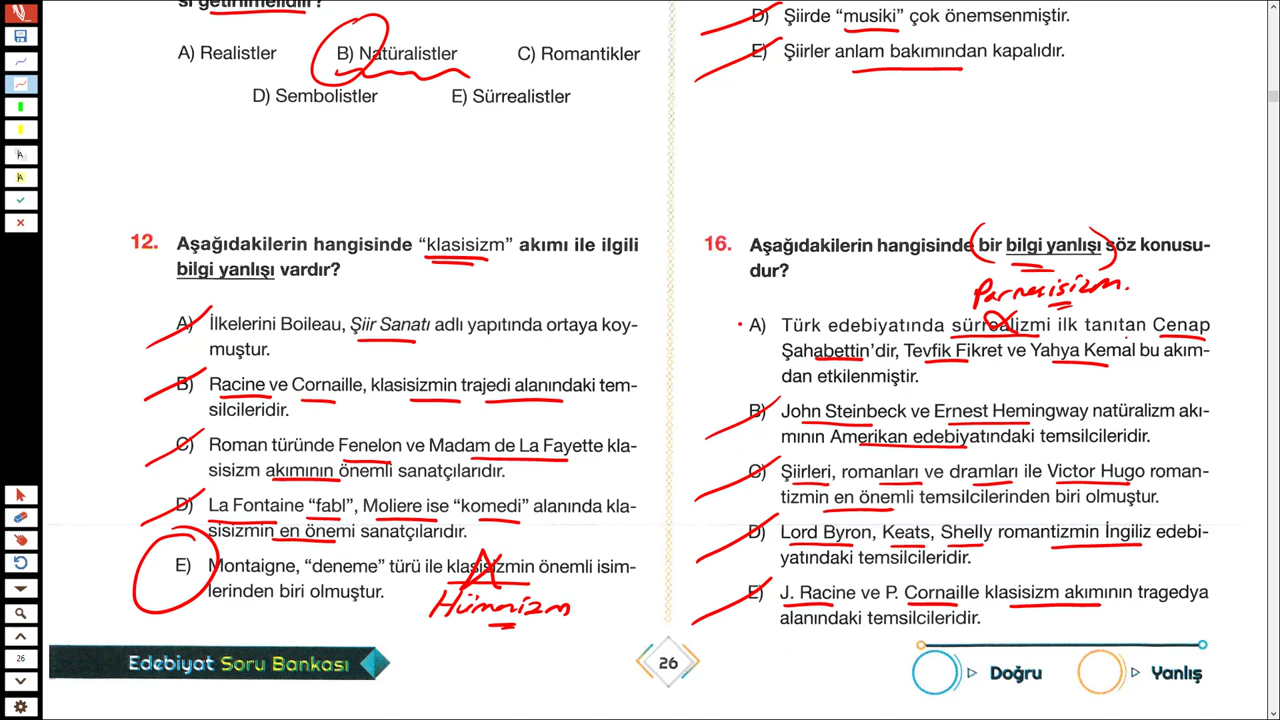 si getirilmelidir?
A) Realistler
B) Natüralistler
C) Romantikler
D) Sembolistler
E) Sürrealistler
12. Aşağıdakilerin hangisinde “klasisizm” akımı ile ilgili
bilgi yanlışı vardır?
A) İlkelerini Boileau, Şiir Sanatı adlı yapıtında ortaya koy-
muştur.
B) Racine ve Cornaille, klasisizmin trajedi alanındaki tem-
silcileridir.
C) Roman türünde Fenelon ve Madam de La Fayette kla-
sisizm akımının önemli sanatçılarıdır.
D) La Fontaine “fabl”, Moliere ise “komedi” alanında kla-
sisizmin en önemi sanatçılarıdır.
E) Montaigne, “deneme” türü ile klasisizmin önemli isim-
lerinden biri olmuştur.
Hümanizm
D) Şiirde “musiki” çok önemsenmiştir.
E) Şiirler anlam bakımından kapalıdır.
16. Aşağıdakilerin hangisinde bir bilgi yanlışı söz konusu-
dur?
Parnasisizm.
A) Türk edebiyatında sürrealizmi ilk tanıtan Cenap
Şahabettin’dir, Tevfik Fikret ve Yahya Kemal bu akım-
dan etkilenmiştir.
B) John Steinbeck ve Ernest Hemingway natüralizm akı-
mının Amerikan edebiyatındaki temsilcileridir.
C) Şiirleri, romanları ve dramları ile Victor Hugo roman-
tizmin en önemli temsilcilerinden biri olmuştur.
D) Lord Byron, Keats, Shelly romantizmin İngiliz edebi-
yatındaki temsilcileridir.
E) J. Racine ve P. Cornaille klasisizm akımının tragedya
alanındaki temsilcileridir.
Edebiyat Soru Bankası
26
Doğru
Yanlış
26